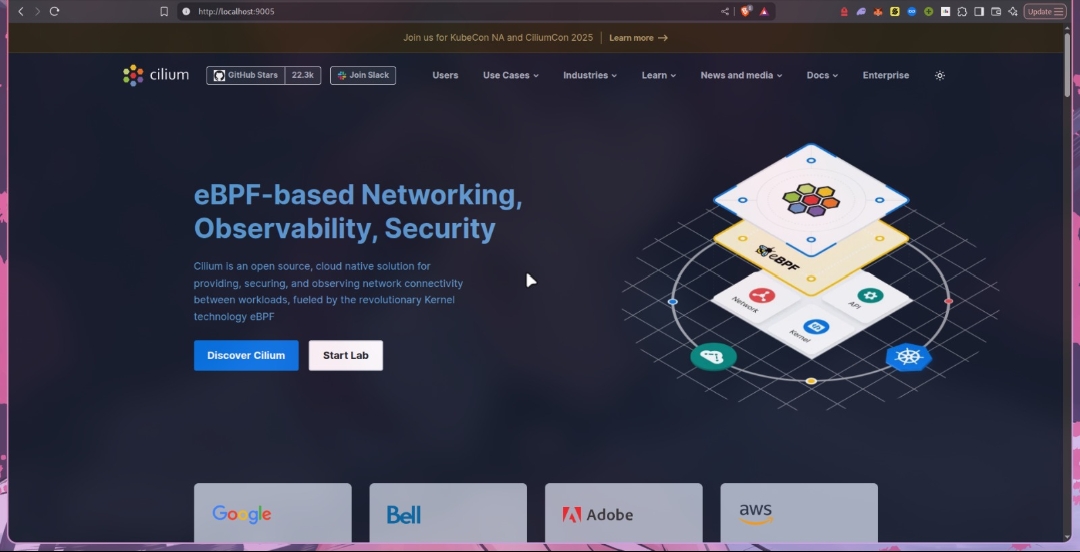 http://localhost:9005
Update
Join us for KubeCon NA and CiliumCon 2025 | Learn more →
cilium
GitHub Stars 22.3k
Join Slack
Users
Use Cases
Industries
Learn
News and media
Docs
Enterprise
eBPF-based Networking,
Observability, Security
Cilium is an open source, cloud native solution for
providing, securing, and observing network connectivity
between workloads, fueled by the revolutionary Kernel
technology eBPF
Discover Cilium
Start Lab
eBPF
Network
API
Kernel
Google
Bell
Adobe
aws